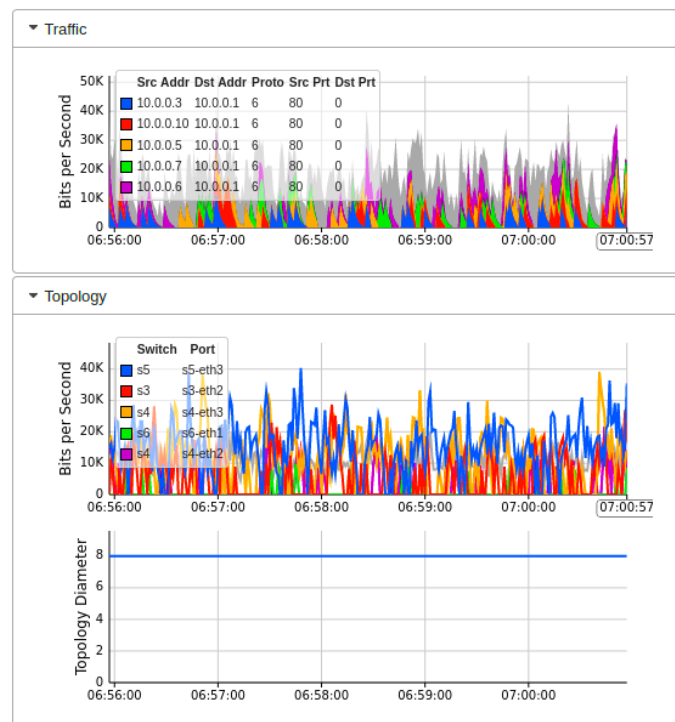 Traffic
50K
40K
30K
20K
10K
0
Bits per Second
Src Addr Dst Addr Proto Src Prt Dst Prt
10.0.0.3 10.0.0.1 6 80 0
10.0.0.10 10.0.0.1 6 80 0
10.0.0.5 10.0.0.1 6 80 0
10.0.0.7 10.0.0.1 6 80 0
10.0.0.6 10.0.0.1 6 80 0
06:56:00 06:57:00 06:58:00 06:59:00 07:00:00 07:00:57
Topology
40K
30K
20K
10K
0
Bits per Second
Switch Port
s5 s5-eth3
s3 s3-eth2
s4 s4-eth3
s6 s6-eth1
s4 s4-eth2
06:56:00 06:57:00 06:58:00 06:59:00 07:00:00 07:00:57
8
6
4
2
0
Topology Diameter
06:56:00 06:57:00 06:58:00 06:59:00 07:00:00